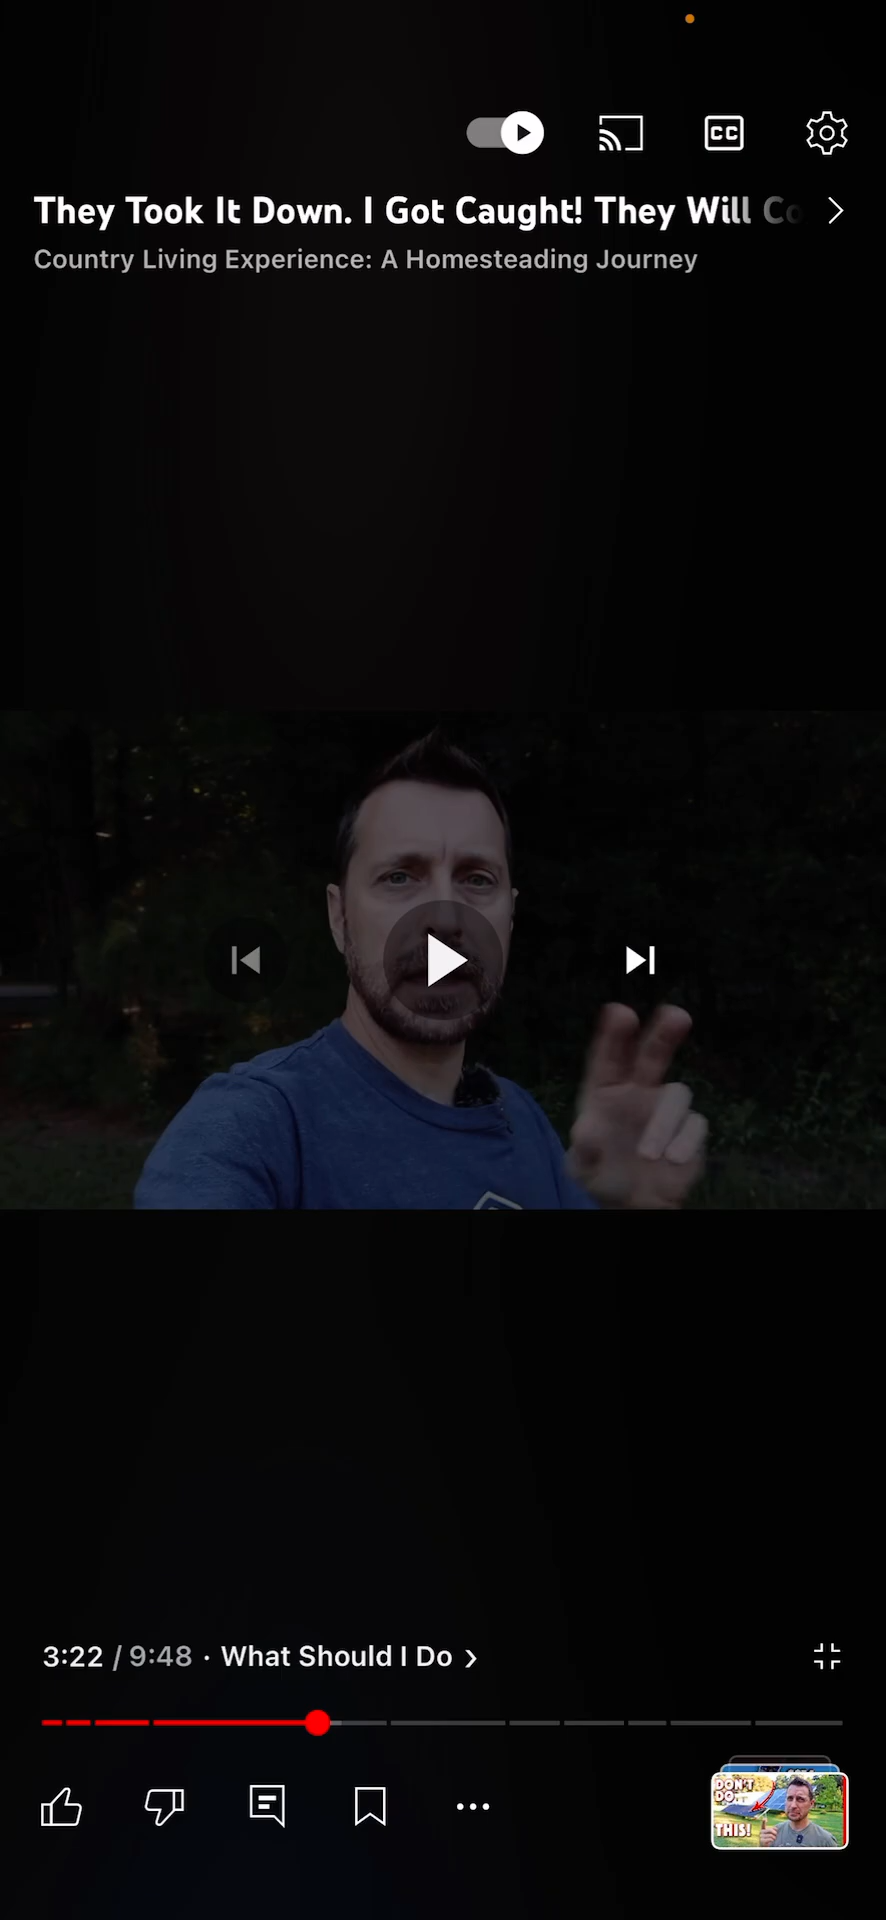 CC
They Took It Down. I Got Caught! They Will Co
Country Living Experience: A Homesteading Journey
3:22 / 9:48 · What Should I Do
DON'T
DO...
THIS!